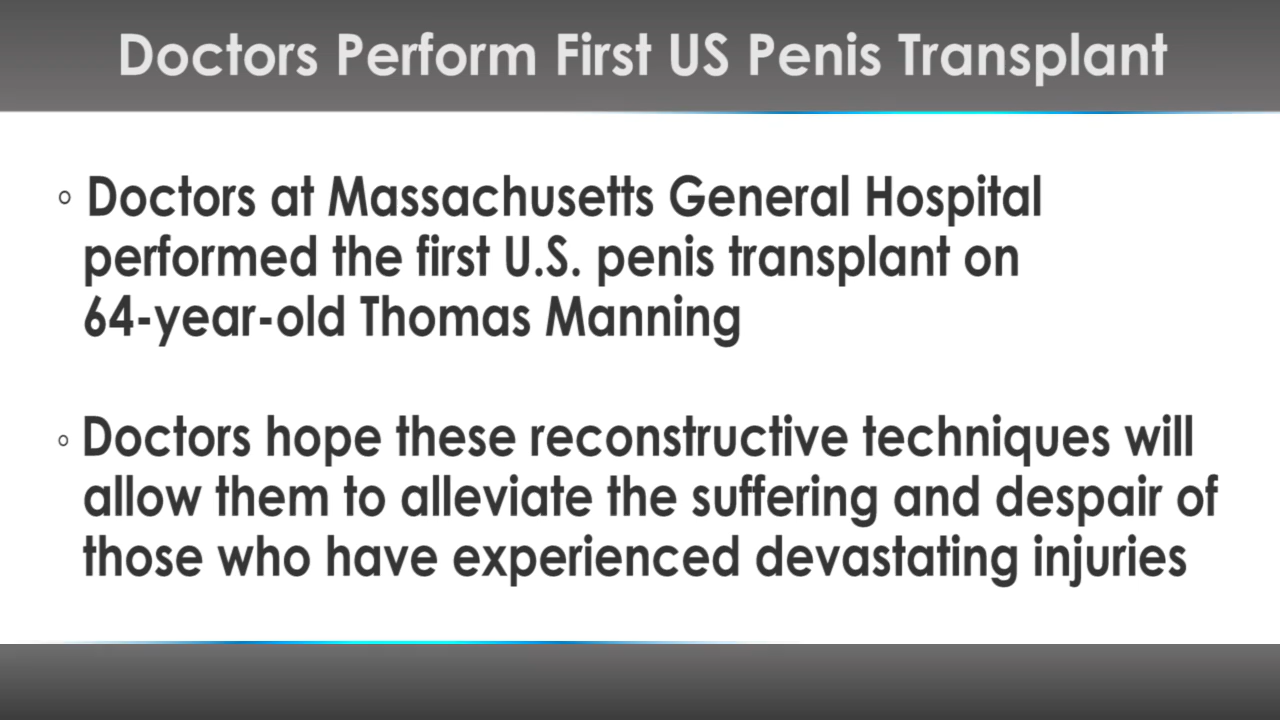 Doctors Perform First US Penis Transplant
◦ Doctors at Massachusetts General Hospital
performed the first U.S. penis transplant on
64-year-old Thomas Manning
◦ Doctors hope these reconstructive techniques will
allow them to alleviate the suffering and despair of
those who have experienced devastating injuries